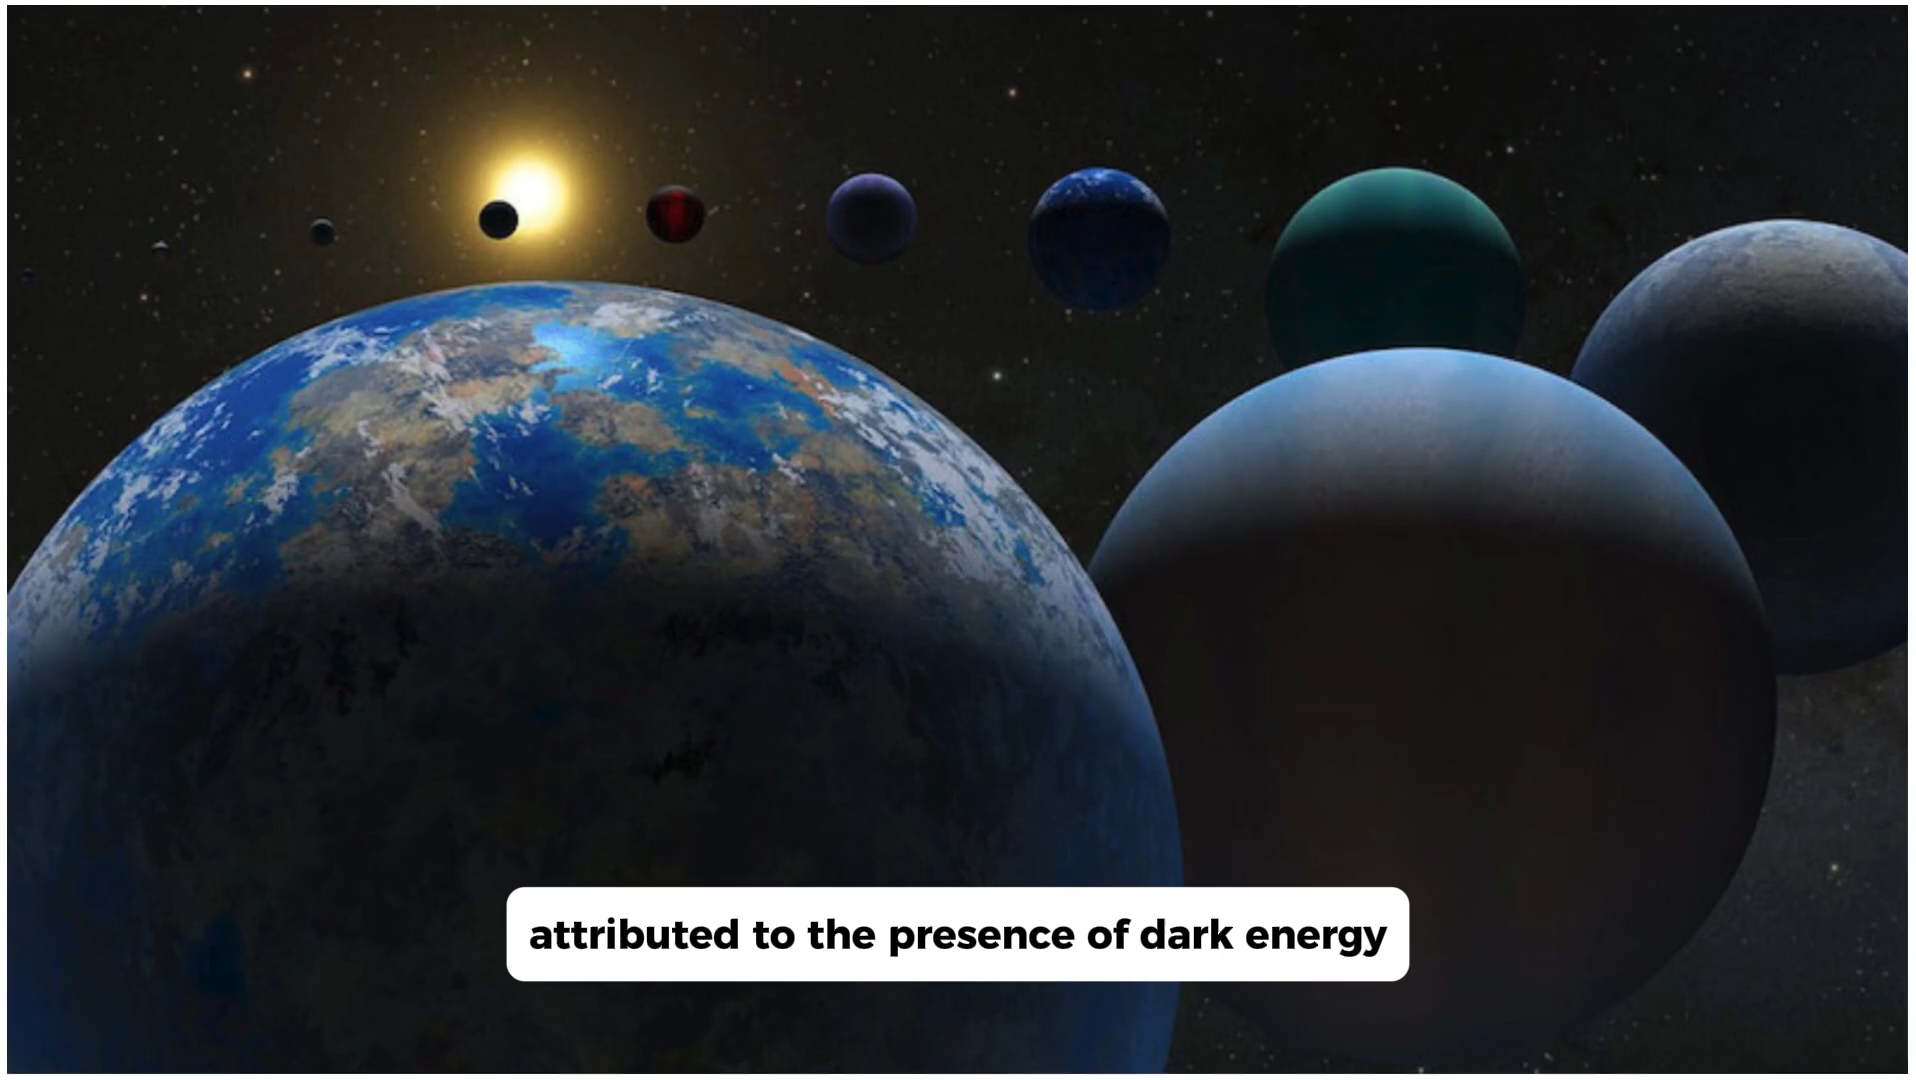 attributed to the presence of dark energy